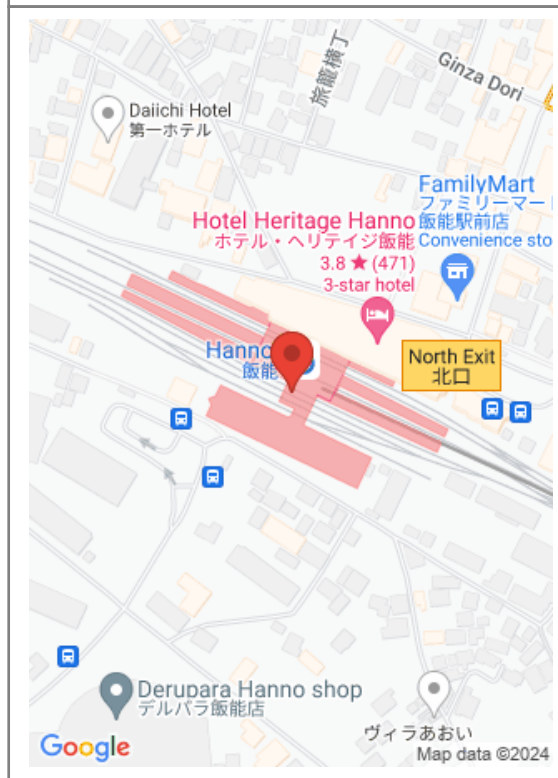 Ginza Dori
旅籠横丁
Daiichi Hotel
第一ホテル
FamilyMart
ファミリーマー
飯能駅前店
Convenience sto
Hotel Heritage Hanno
ホテル・ヘリテイジ飯能
3.8 ★ (471)
3-star hotel
Hanno
飯能
North Exit
北口
Derupara Hanno shop
デルパラ飯能店
ヴィラあおい
Google
Map data ©2024